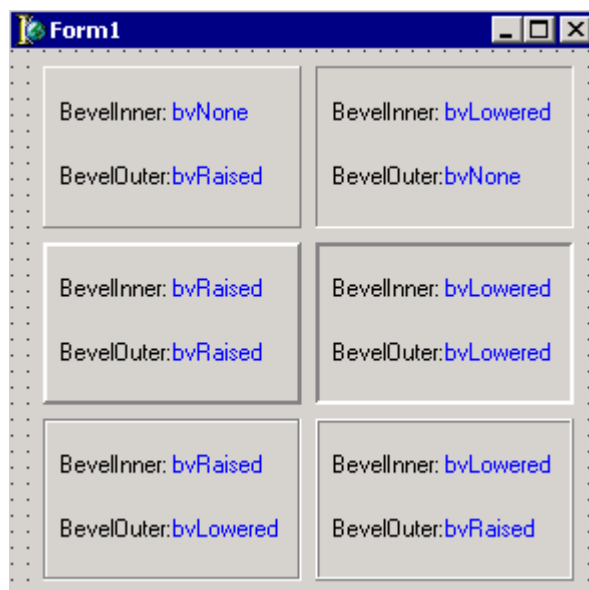 Form1
BevelInner: bvNone
BevelOuter:bvRaised
BevelInner: bvLowered
BevelOuter:bvNone
BevelInner: bvRaised
BevelOuter:bvRaised
BevelInner: bvLowered
BevelOuter:bvLowered
BevelInner: bvRaised
BevelOuter:bvLowered
BevelInner: bvLowered
BevelOuter:bvRaised